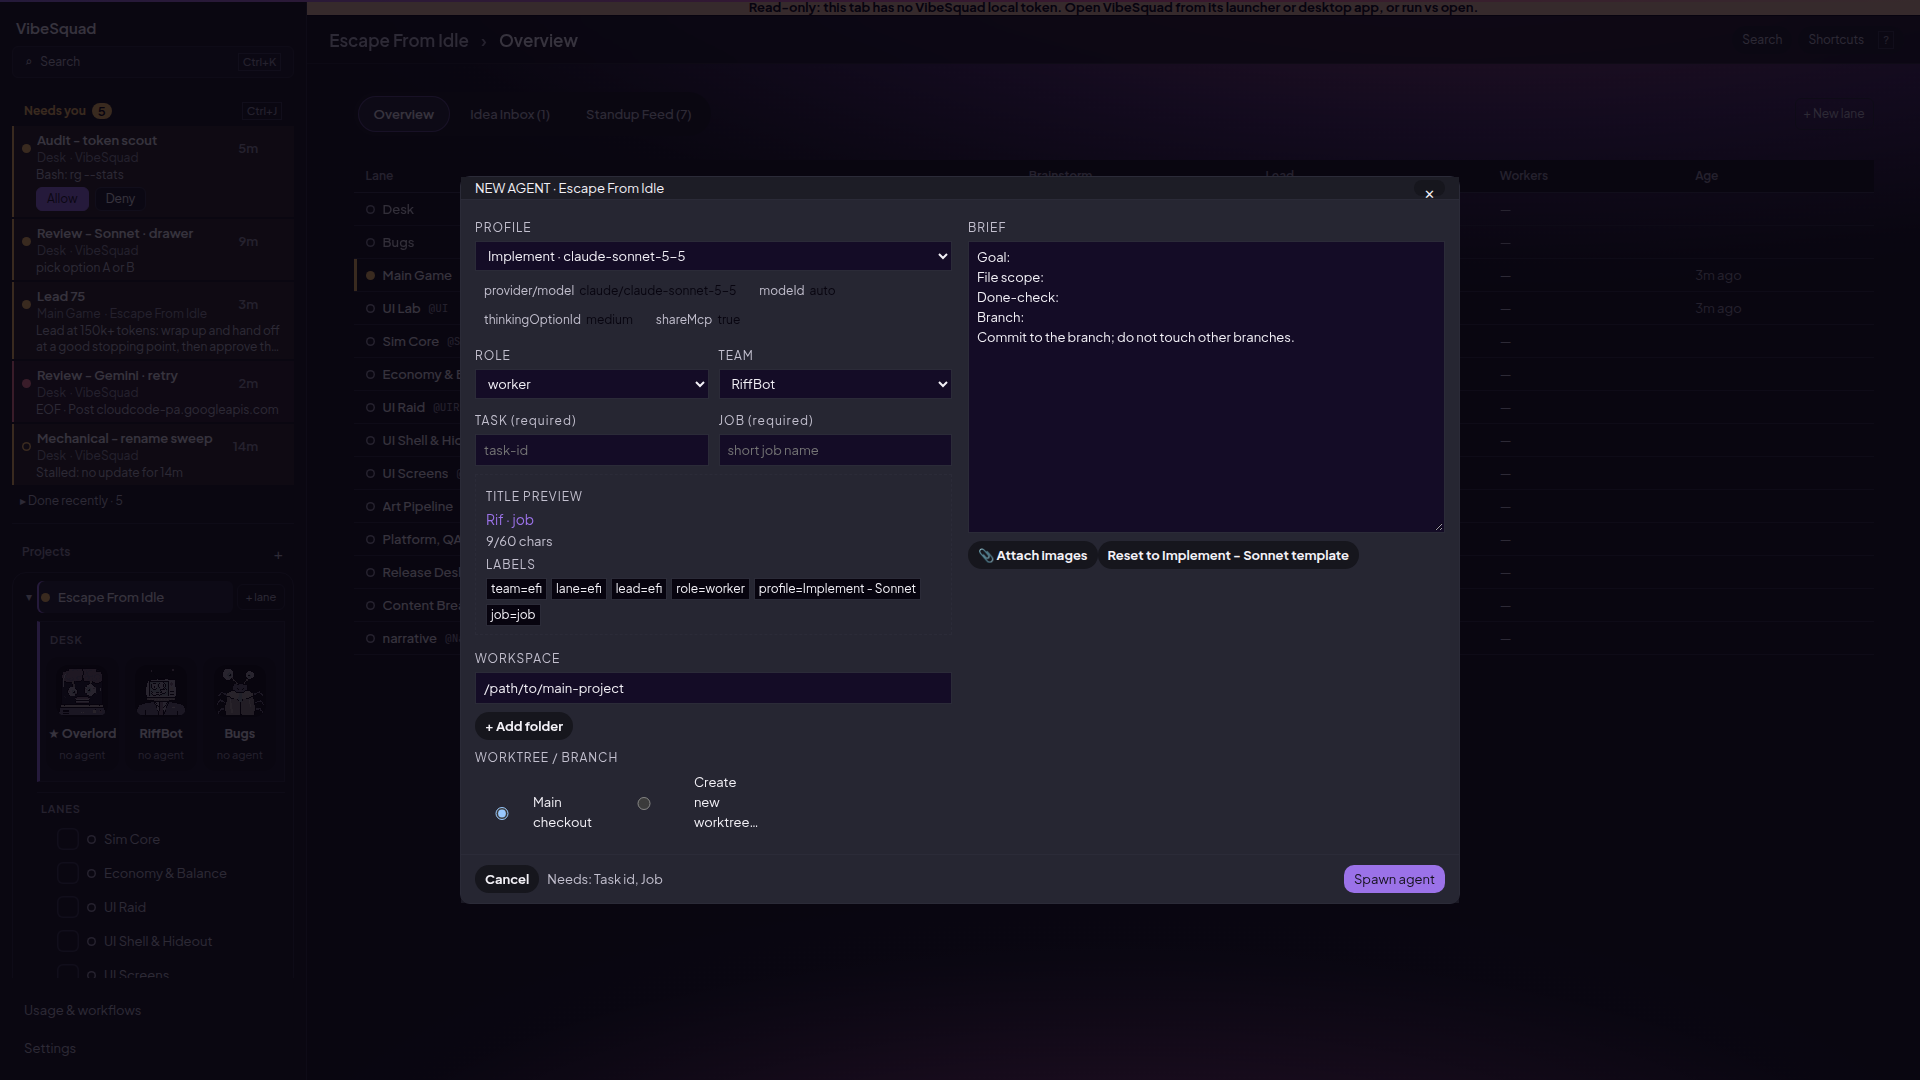 Read-only: this tab has no VibeSquad local token. Open VibeSquad from its launcher or desktop app, or run vs open.
VibeSquad
Search Ctrl+K
Needs you 5 Ctrl+J
Audit - token scout 5m
Desk · VibeSquad
Bash: rg --stats
Allow Deny
Review - Sonnet · drawer 9m
Desk · VibeSquad
pick option A or B
Lead 75 3m
Main Game · Escape From Idle
Lead at 150k+ tokens: wrap up and hand off
at a good stopping point, then approve th...
Review - Gemini · retry 2m
Desk · VibeSquad
EOF · Post cloudcode-pa.googleapis.com
Mechanical - rename sweep 14m
Desk · VibeSquad
Stalled: no update for 14m
▸ Done recently · 5
Projects +
▾ Escape From Idle + lane
DESK
★ Overlord RiffBot Bugs
no agent no agent no agent
LANES
Sim Core
Economy & Balance
UI Raid
UI Shell & Hideout
UI Screens
Usage & workflows
Settings
Escape From Idle › Overview
Search Shortcuts ?
Overview Idea Inbox (1) Standup Feed (7) + New lane
Lane Brainstorm Lead Workers Age
Desk —
Bugs —
Main Game — 3m ago
UI Lab @UI — 3m ago
Sim Core —
Economy & —
UI Raid @UIR —
UI Shell & —
UI Screens —
Art Pipeline —
Platform, QA —
Release —
Content —
narrative —
NEW AGENT · Escape From Idle ×
PROFILE
Implement · claude-sonnet-5-5
provider/model claude/claude-sonnet-5-5 modeId auto
thinkingOptionId medium shareMcp true
ROLE TEAM
worker RiffBot
TASK (required) JOB (required)
task-id short job name
TITLE PREVIEW
Rif · job
9/60 chars
LABELS
team=efi lane=efi lead=efi role=worker profile=Implement - Sonnet
job=job
WORKSPACE
/path/to/main-project
+ Add folder
WORKTREE / BRANCH
Main checkout
Create new worktree…
BRIEF
Goal:
File scope:
Done-check:
Branch:
Commit to the branch; do not touch other branches.
📎 Attach images Reset to Implement - Sonnet template
Cancel Needs: Task id, Job Spawn agent